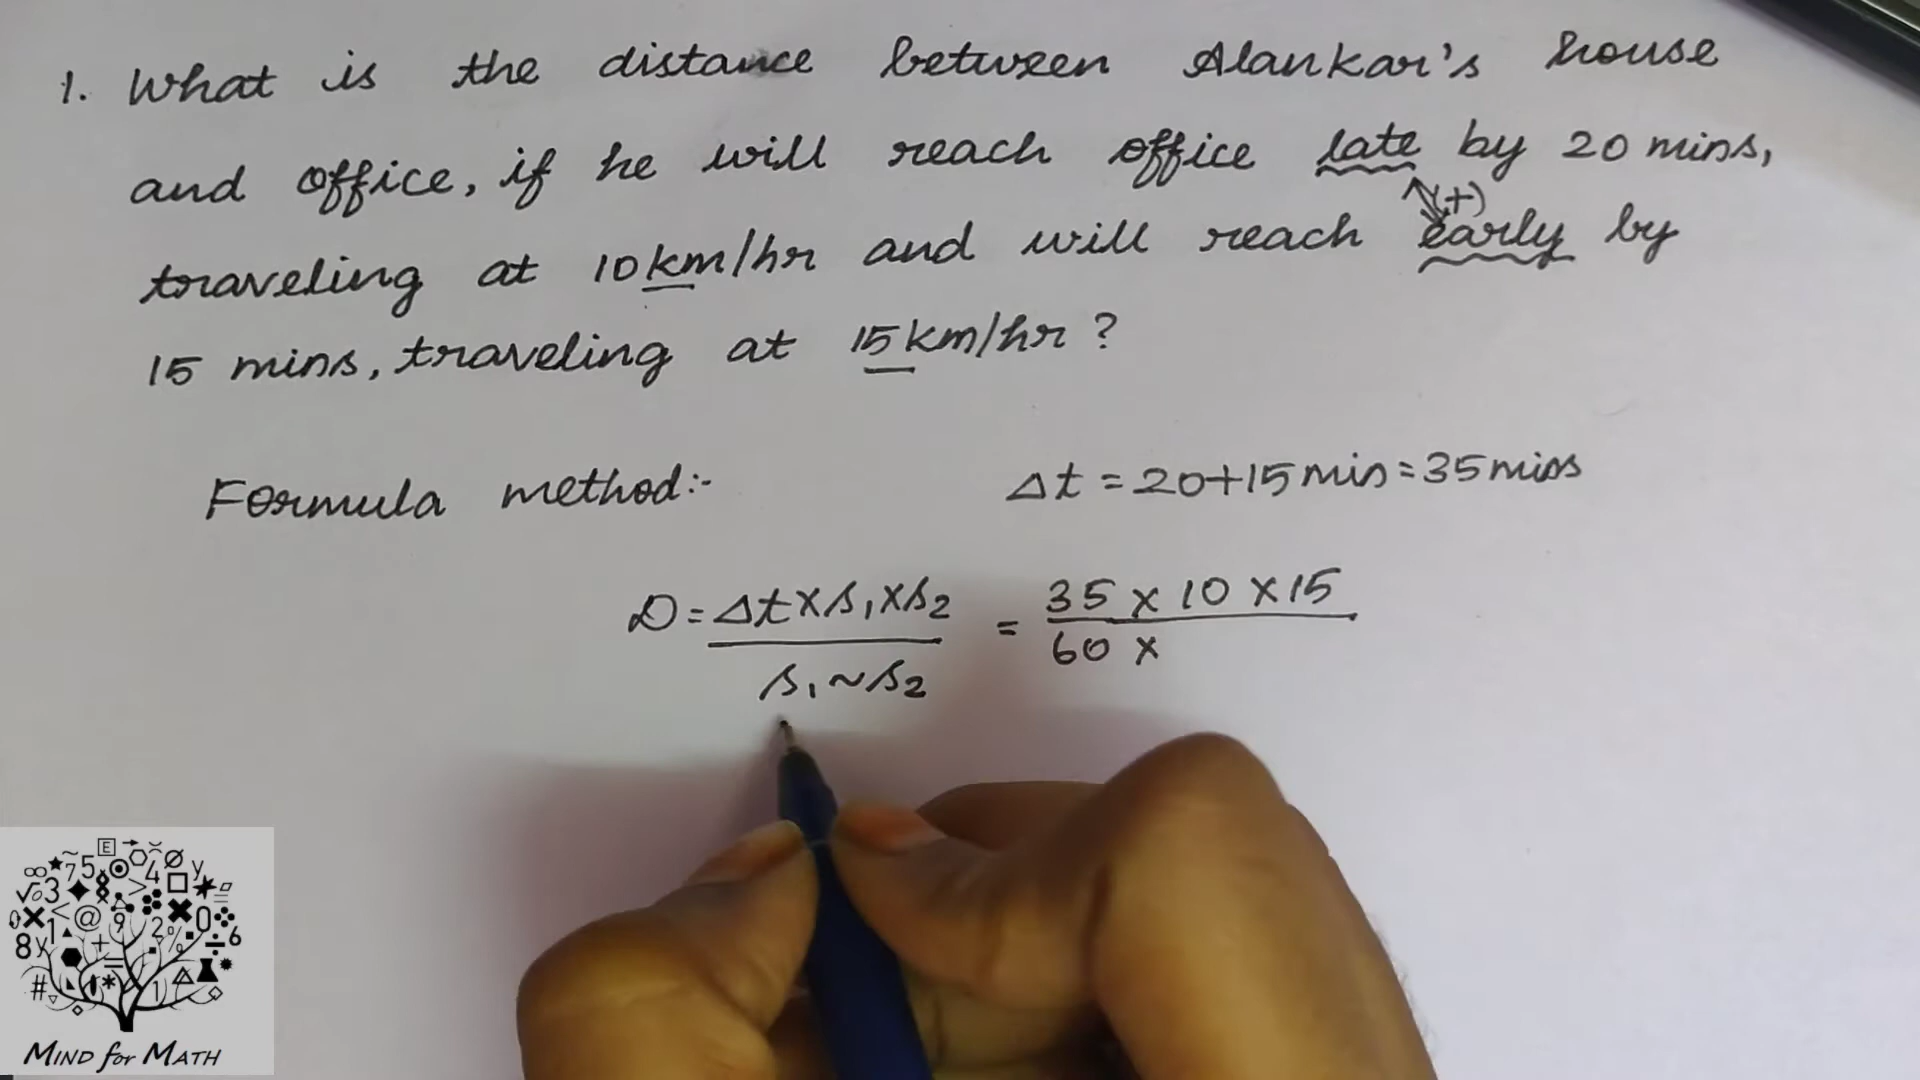 1. What is the distance between Alankar's house
and office, if he will reach office late by 20 mins,
(+)
traveling at 10km/hr and will reach early by
15 mins, traveling at 15km/hr?
Formula method:- Δt = 20+15 min = 35 mins
D = Δt × s₁ × s₂ = 35 × 10 × 15
s₁ ~ s₂ 60 ×
MIND for MATH